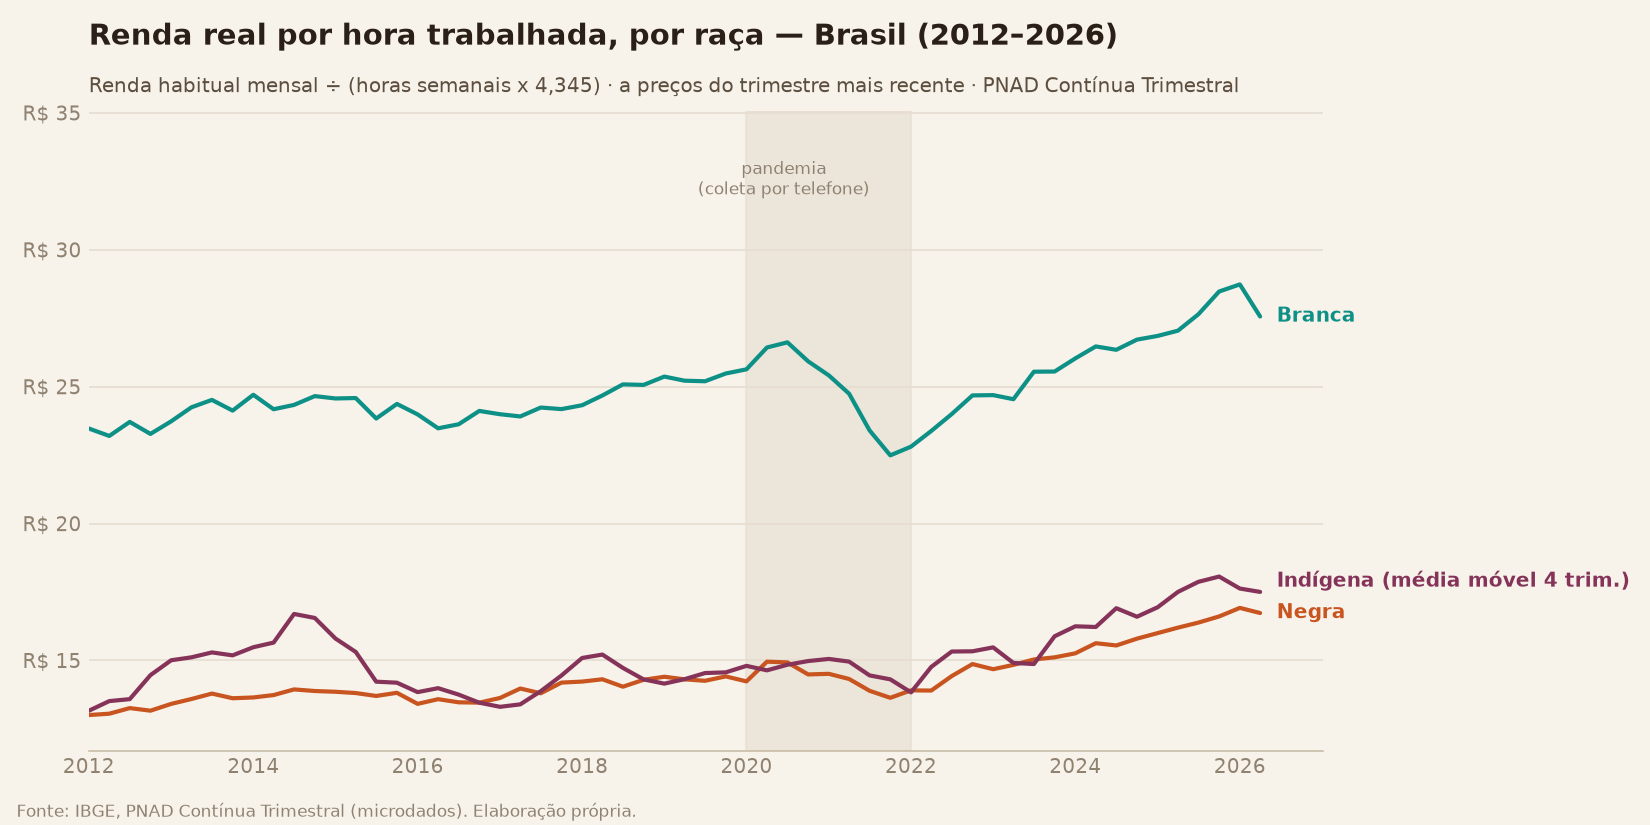 Renda real por hora trabalhada, por raça — Brasil (2012–2026)
Renda habitual mensal ÷ (horas semanais x 4,345) · a preços do trimestre mais recente · PNAD Contínua Trimestral
R$ 35
pandemia
(coleta por telefone)
R$ 30
Branca
R$ 25
R$ 20
Indígena (média móvel 4 trim.)
Negra
R$ 15
2012 2014 2016 2018 2020 2022 2024 2026
Fonte: IBGE, PNAD Contínua Trimestral (microdados). Elaboração própria.